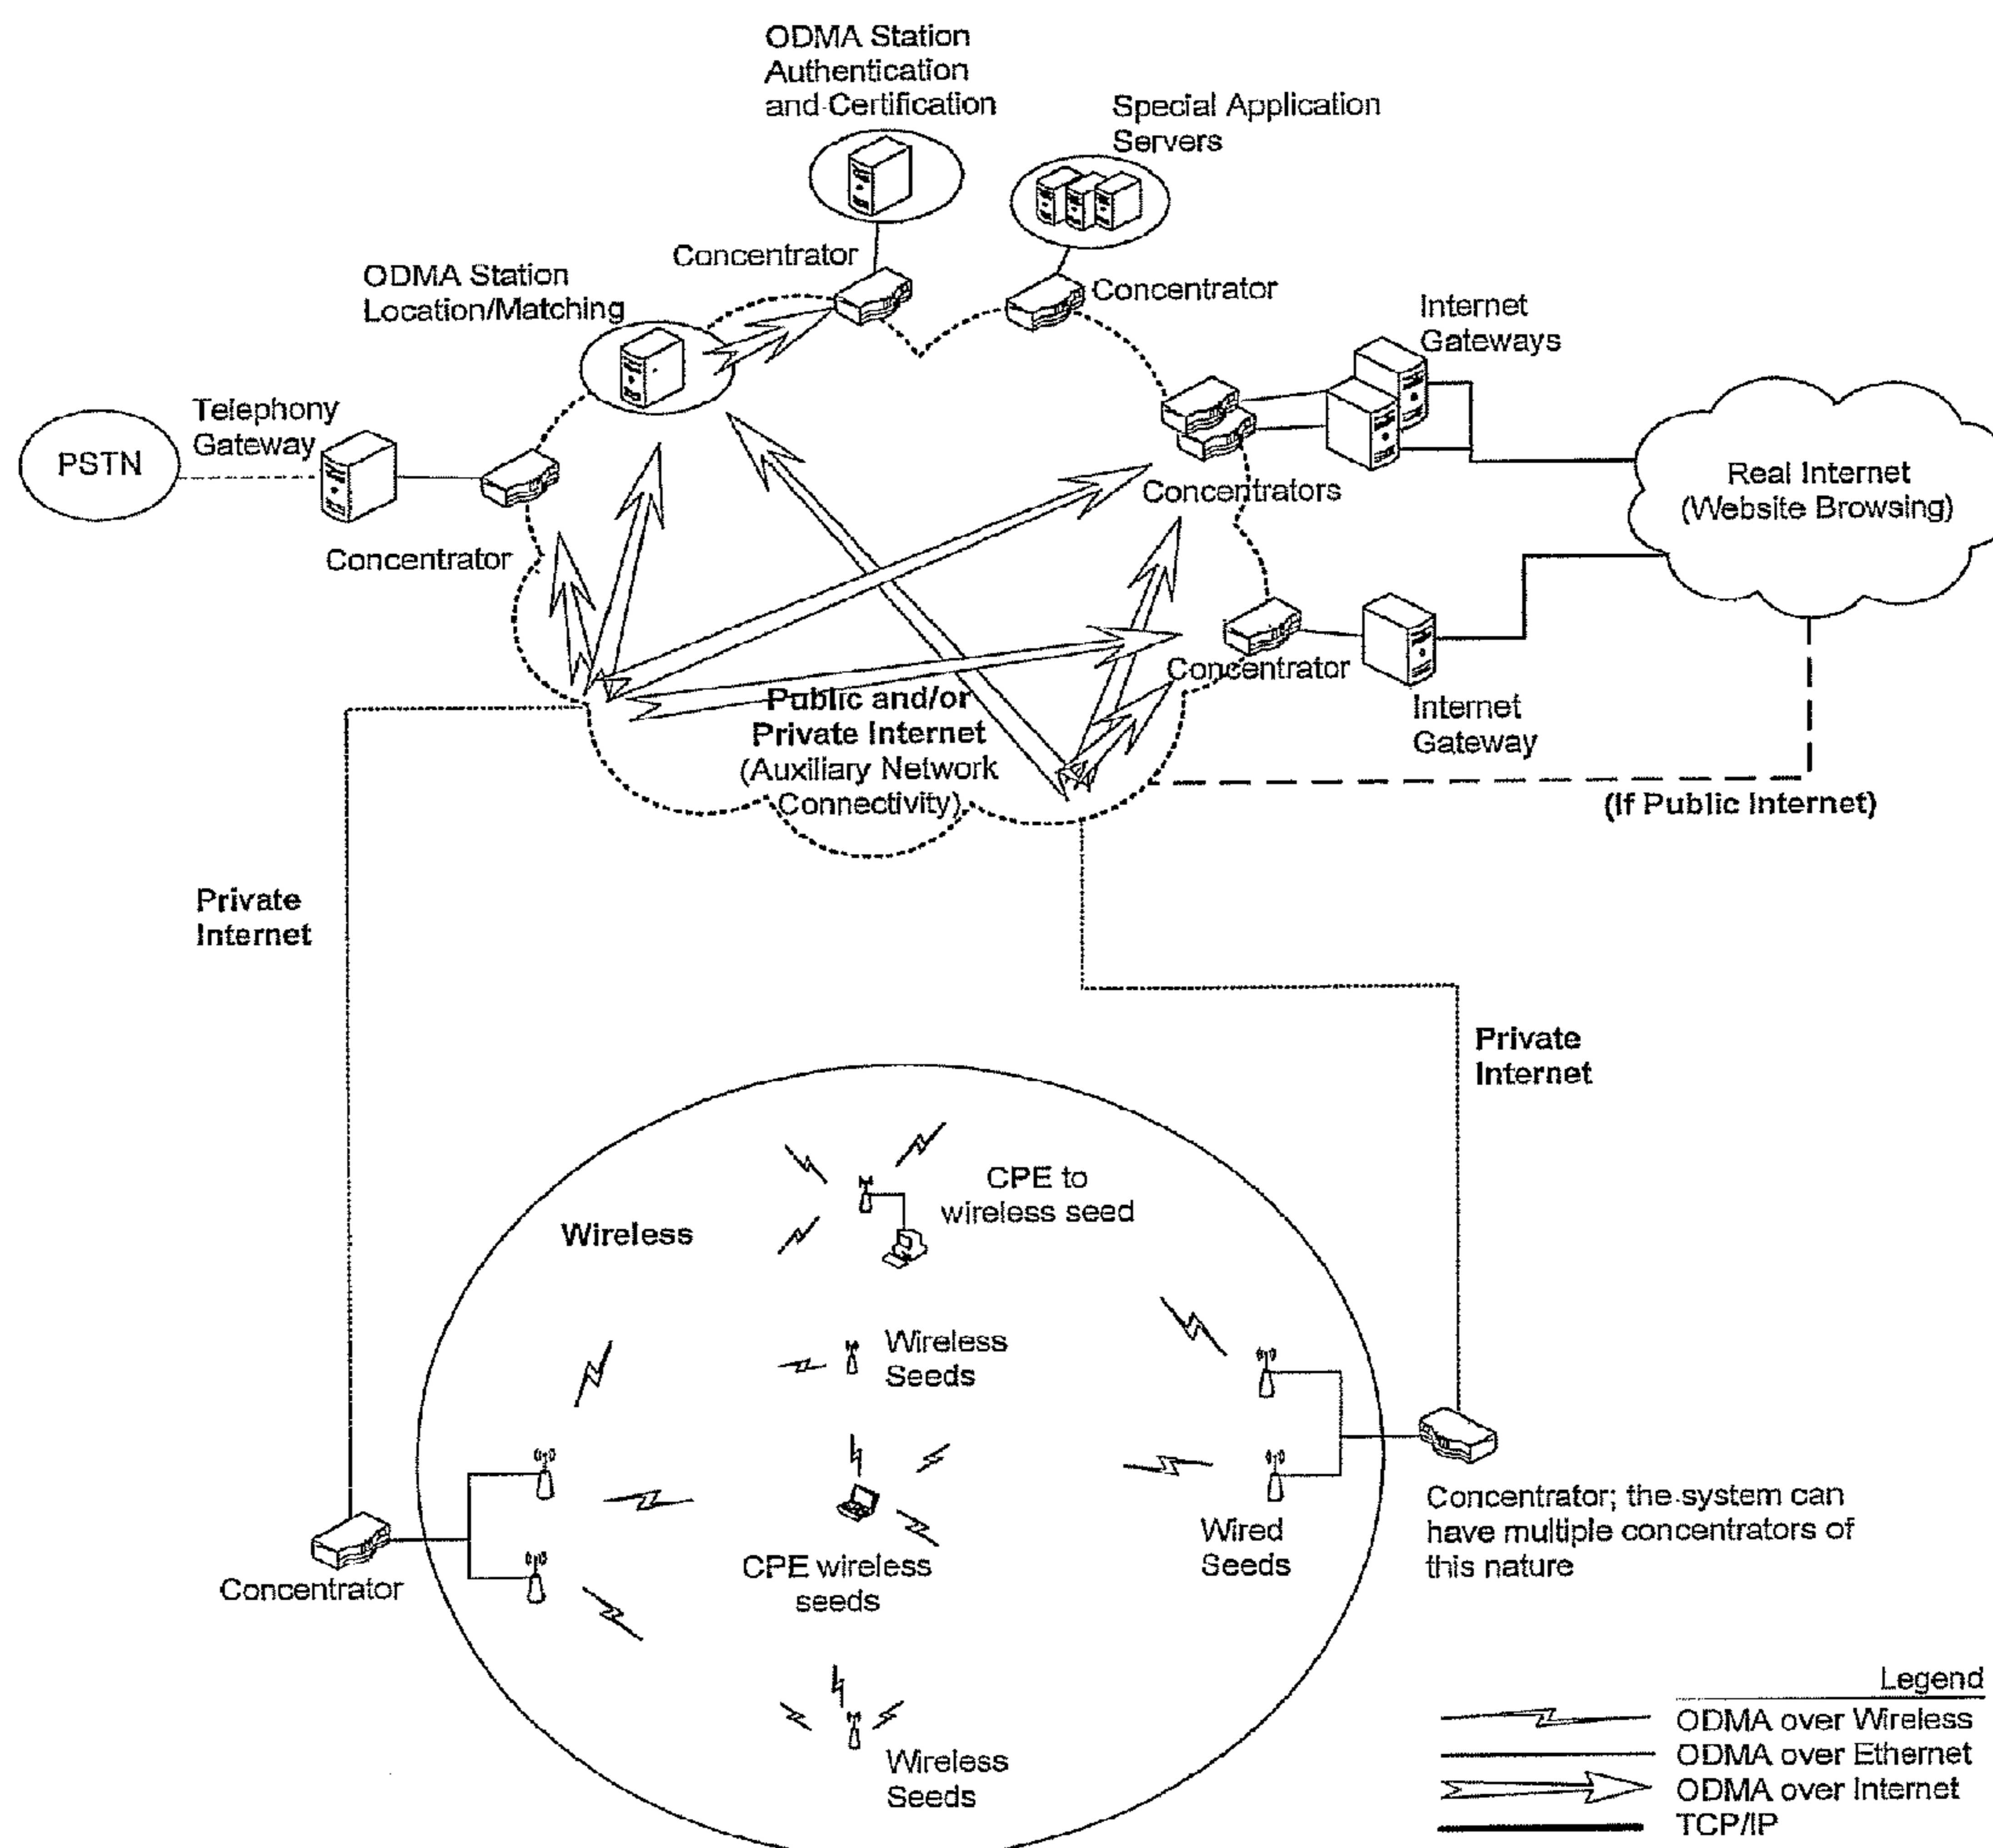 ODMA Station
Authentication
and Certification
Special Application
Servers
Concentrator
ODMA Station
Location/Matching
Concentrator
Internet
Gateways
Telephony
Gateway
PSTN
Real Internet
(Website Browsing)
Concentrators
Concentrator
Concentrator
Public and/or
Private Internet
(Auxiliary Network
Connectivity)
Internet
Gateway
(If Public Internet)
Private
Internet
Private
Internet
CPE to
wireless seed
Wireless
Wireless
Seeds
Concentrator; the system can
have multiple concentrators of
this nature
Wired
Seeds
CPE wireless
seeds
Concentrator
Wireless
Seeds
Legend
ODMA over Wireless
ODMA over Ethernet
ODMA over Internet
TCP/IP